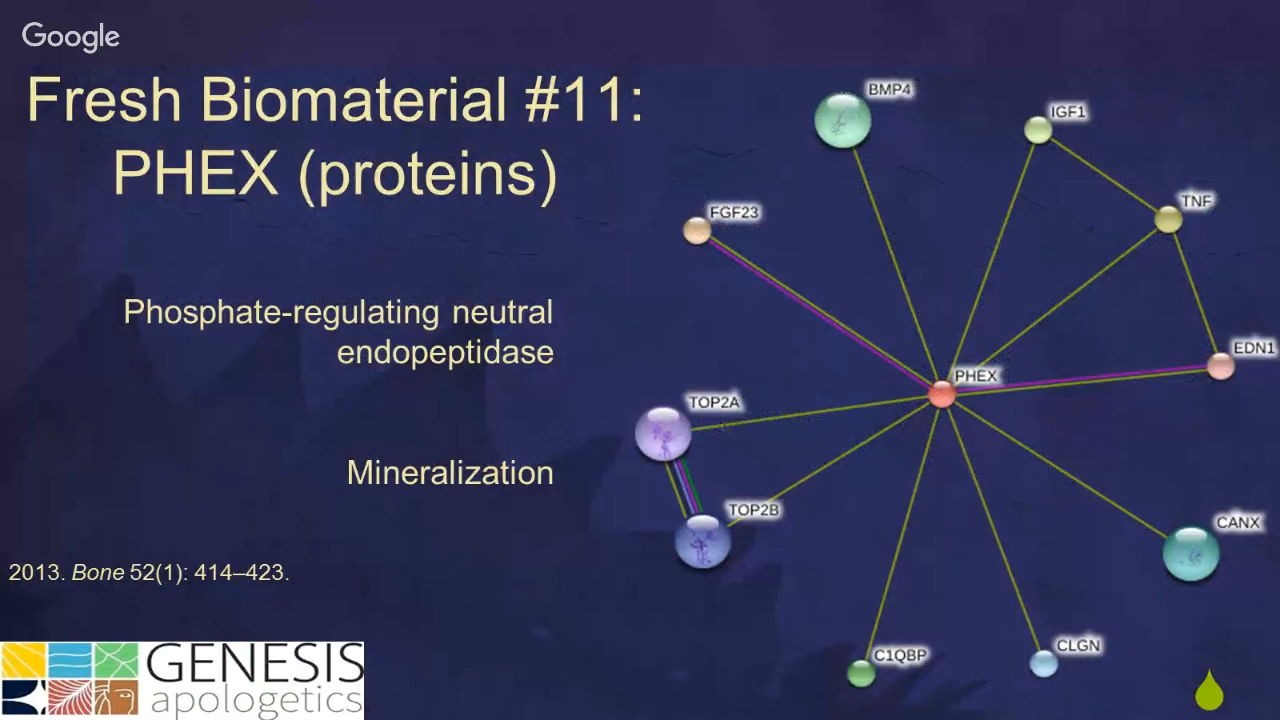 Google
Fresh Biomaterial #11:
PHEX (proteins)
Phosphate-regulating neutral
endopeptidase
Mineralization
2013. Bone 52(1): 414–423.
GENESIS
apologetics
BMP4
IGF1
TNF
FGF23
EDN1
PHEX
TOP2A
TOP2B
CANX
CLGN
C1QBP